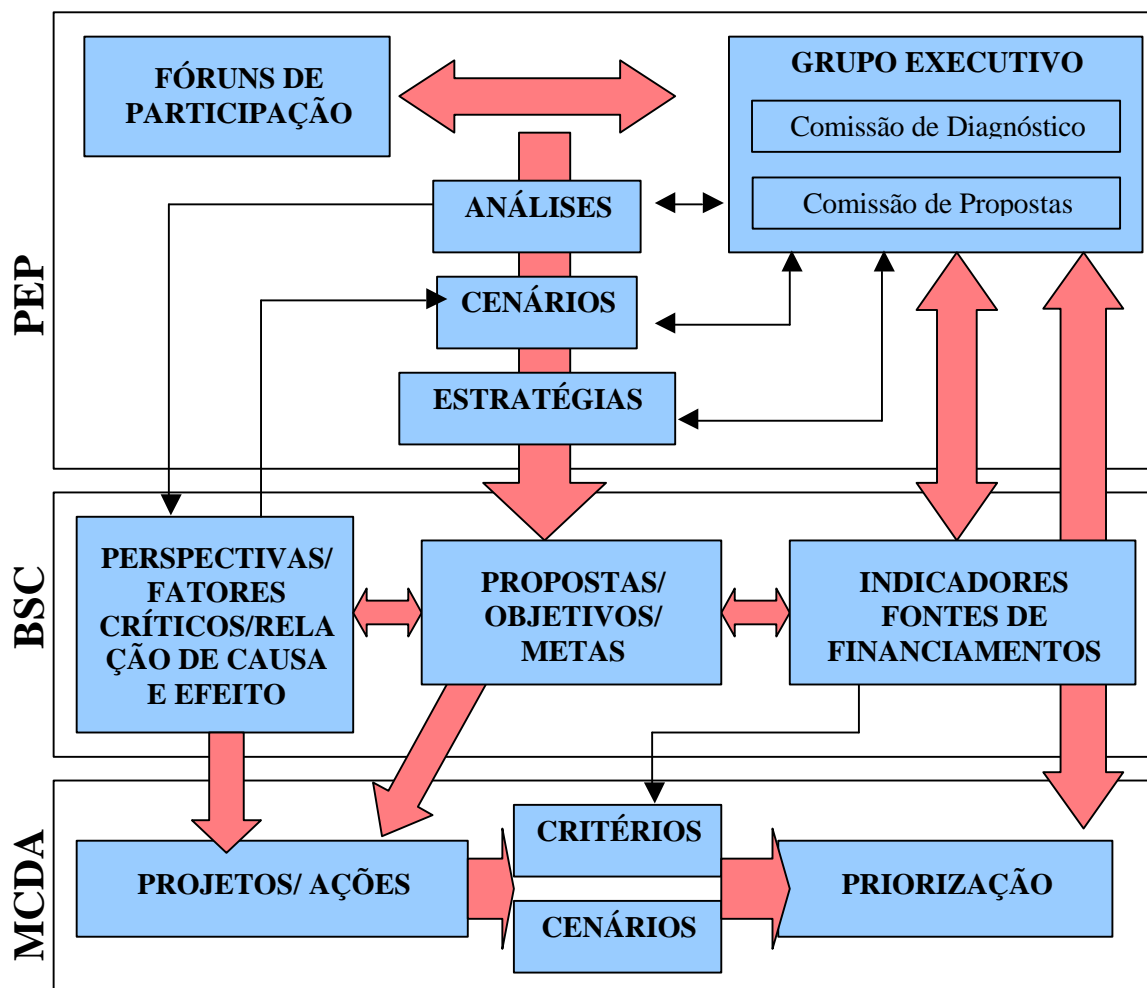 PEP
FÓRUNS DE
PARTICIPAÇÃO
GRUPO EXECUTIVO
Comissão de Diagnóstico
Comissão de Propostas
ANÁLISES
CENÁRIOS
ESTRATÉGIAS
BSC
PERSPECTIVAS/
FATORES
CRÍTICOS/RELA
ÇÃO DE CAUSA
E EFEITO
PROPOSTAS/
OBJETIVOS/
METAS
INDICADORES
FONTES DE
FINANCIAMENTOS
MCDA
PROJETOS/ AÇÕES
CRITÉRIOS
CENÁRIOS
PRIORIZAÇÃO